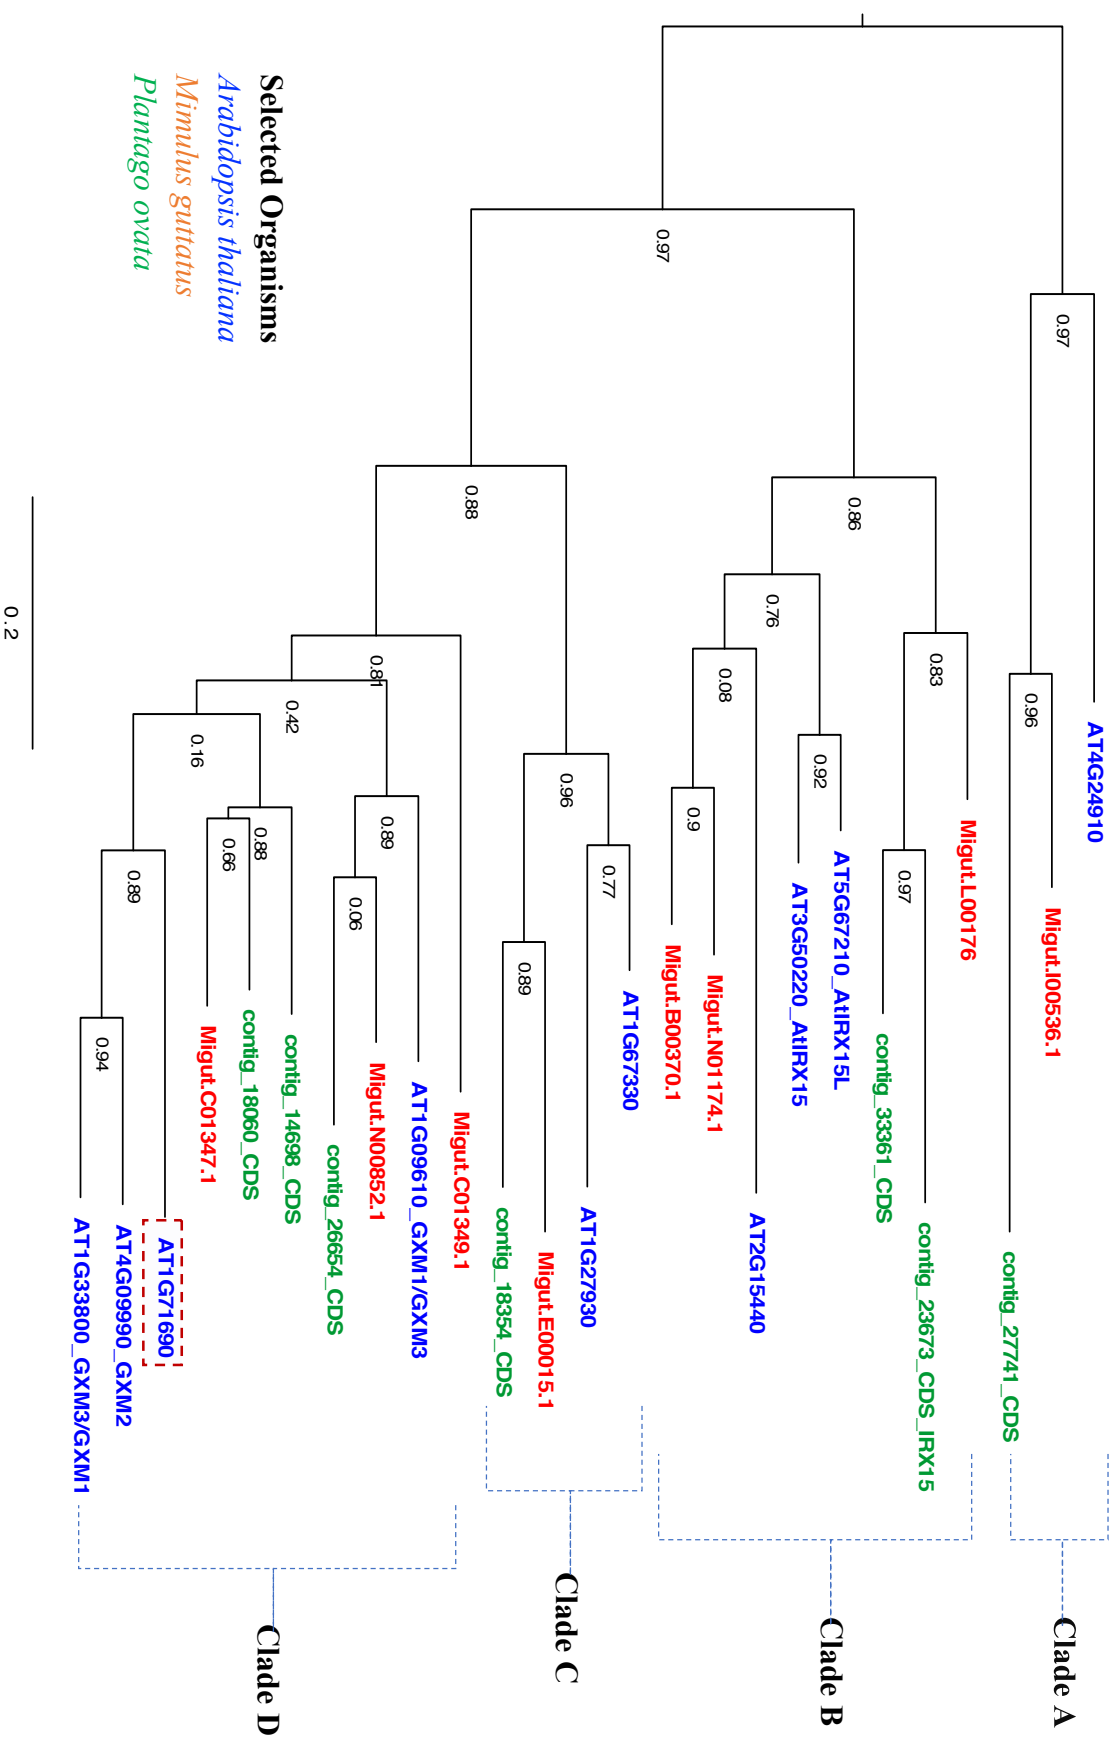 AT4G24910
0.97
Migut.I00536.1
0.96
contig_27741_CDS
Clade A
Migut.L00176
0.83
contig_23673_CDS_IRX15
0.97
contig_33361_CDS
0.86
AT5G67210_AtIRX15L
0.92
AT3G50220_AtIRX15
0.76
AT2G15440
0.08
Migut.N01174.1
0.9
Migut.B00370.1
Clade B
0.97
AT1G67330
0.77
AT1G27930
0.96
Migut.E00015.1
0.89
contig_18354_CDS
Clade C
0.88
Migut.C01349.1
0.81
AT1G09610_GXM1/GXM3
0.89
Migut.N00852.1
0.06
contig_26654_CDS
0.42
contig_14698_CDS
0.88
contig_18060_CDS
0.66
Migut.C01347.1
0.16
AT1G71690
0.89
AT4G09990_GXM2
0.94
AT1G33800_GXM3/GXM1
Clade D
Selected Organisms
Arabidopsis thaliana
Mimulus guttatus
Plantago ovata
0.2